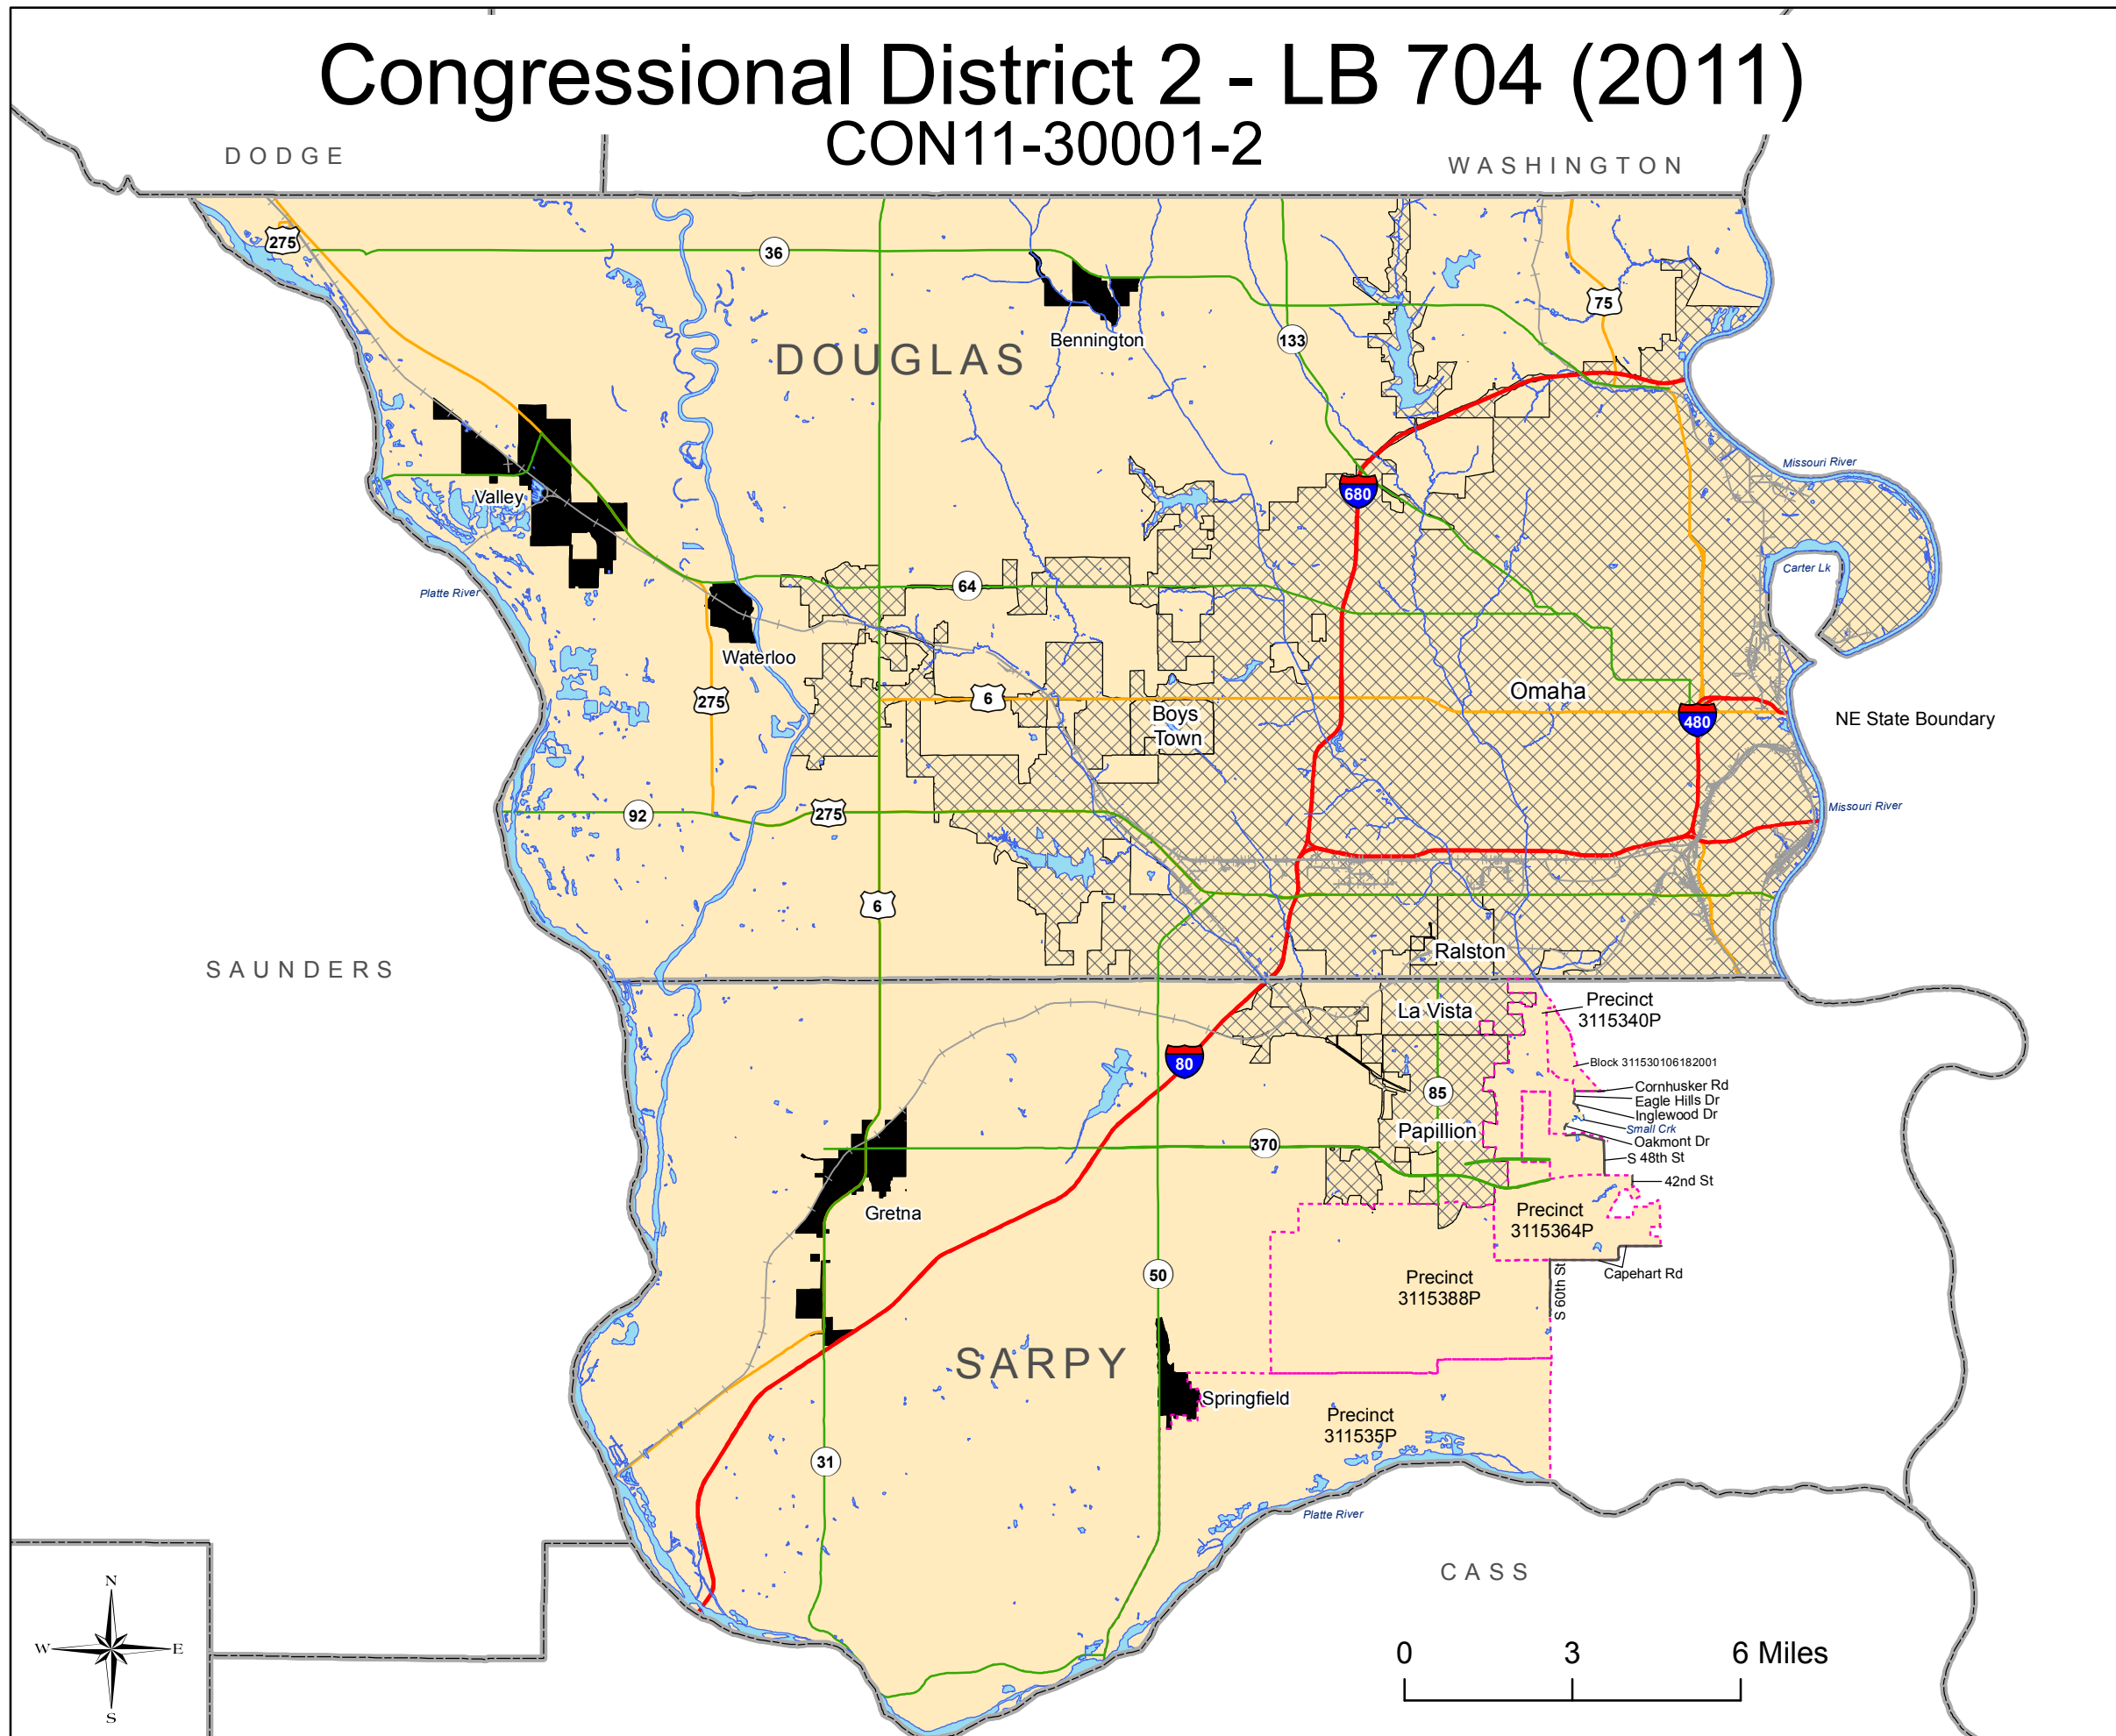 Congressional District 2 - LB 704 (2011)
CON11-30001-2
DODGE
WASHINGTON
275
36
75
DOUGLAS
Bennington
133
Missouri River
680
Valley
Carter Lk
Platte River
64
Waterloo
275
6
Omaha
Boys
Town
480
NE State Boundary
92
275
Missouri River
6
SAUNDERS
Ralston
Precinct
3115340P
La Vista
80
Block 311530106182001
85
Cornhusker Rd
Eagle Hills Dr
Inglewood Dr
Small Crk
Papillion
370
Oakmont Dr
S 48th St
42nd St
Gretna
Precinct
3115364P
50
Capehart Rd
Precinct
3115388P
S 60th St
SARPY
Springfield
Precinct
311535P
31
Platte River
CASS
N
W
E
S
0
3
6 Miles